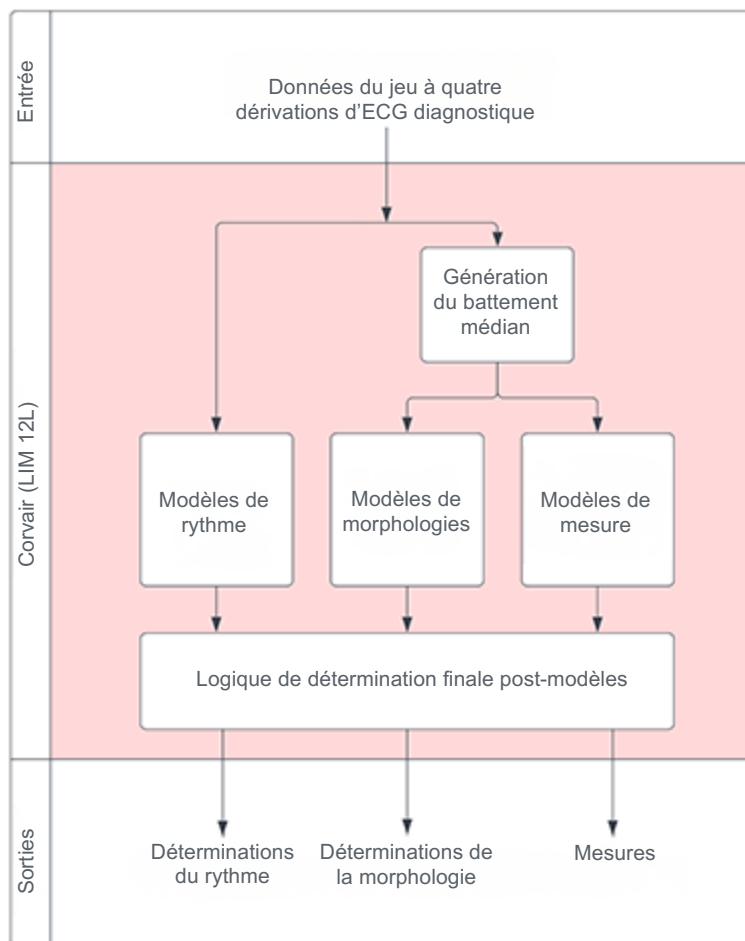 Entrée
Données du jeu à quatre
dérivations d'ECG diagnostique
Corvair (LIM 12L)
Génération
du battement
médian
Modèles de
rythme
Modèles de
morphologies
Modèles de
mesure
Logique de détermination finale post-modèles
Sorties
Déterminations
du rythme
Déterminations de
la morphologie
Mesures